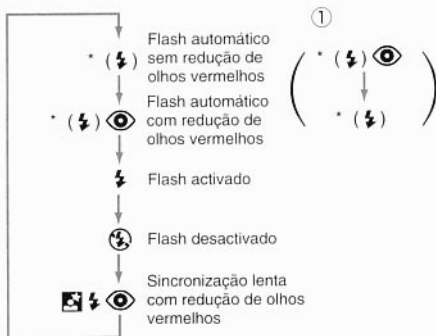 ①
* ( ) Flash automático
sem redução de
olhos vermelhos
* ( ) Flash automático
com redução de
olhos vermelhos
Flash activado
Flash desactivado
Sincronização lenta
com redução de olhos
vermelhos
* ( )
* ( )